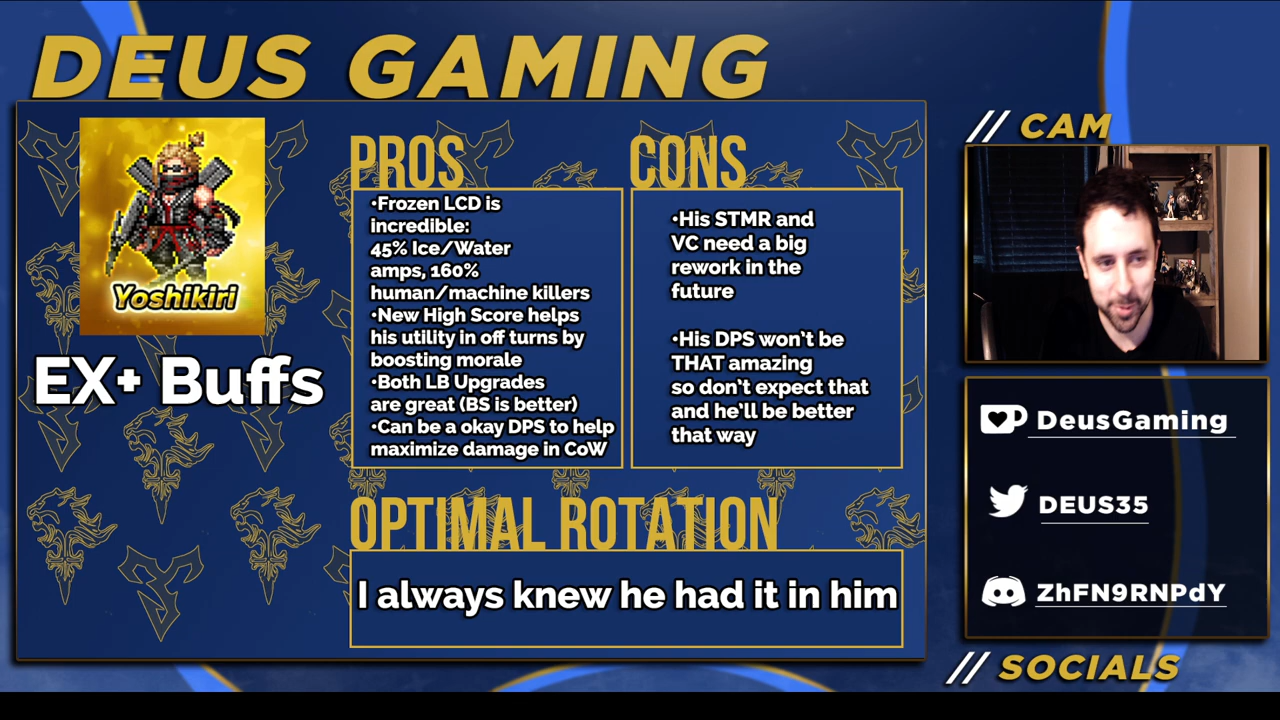 DEUS GAMING
Yoshikiri
EX+ Buffs
PROS
•Frozen LCD is
incredible:
45% Ice/Water
amps, 160%
human/machine killers
•New High Score helps
his utility in off turns by
boosting morale
•Both LB Upgrades
are great (BS is better)
•Can be a okay DPS to help
maximize damage in CoW
CONS
•His STMR and
VC need a big
rework in the
future
•His DPS won't be
THAT amazing
so don't expect that
and he'll be better
that way
OPTIMAL ROTATION
I always knew he had it in him
// CAM
DeusGaming
DEUS35
ZhFN9RNPdY
// SOCIALS